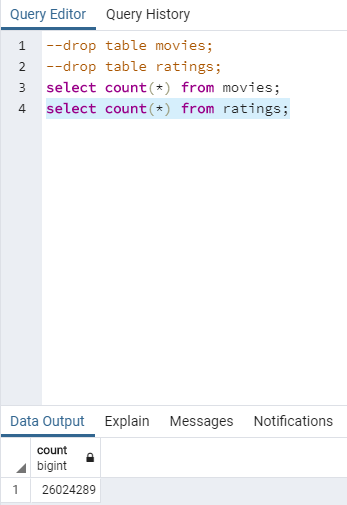 Query Editor Query History
1 --drop table movies;
2 --drop table ratings;
3 select count(*) from movies;
4 select count(*) from ratings;
Data Output Explain Messages Notifications
count
bigint
1 26024289